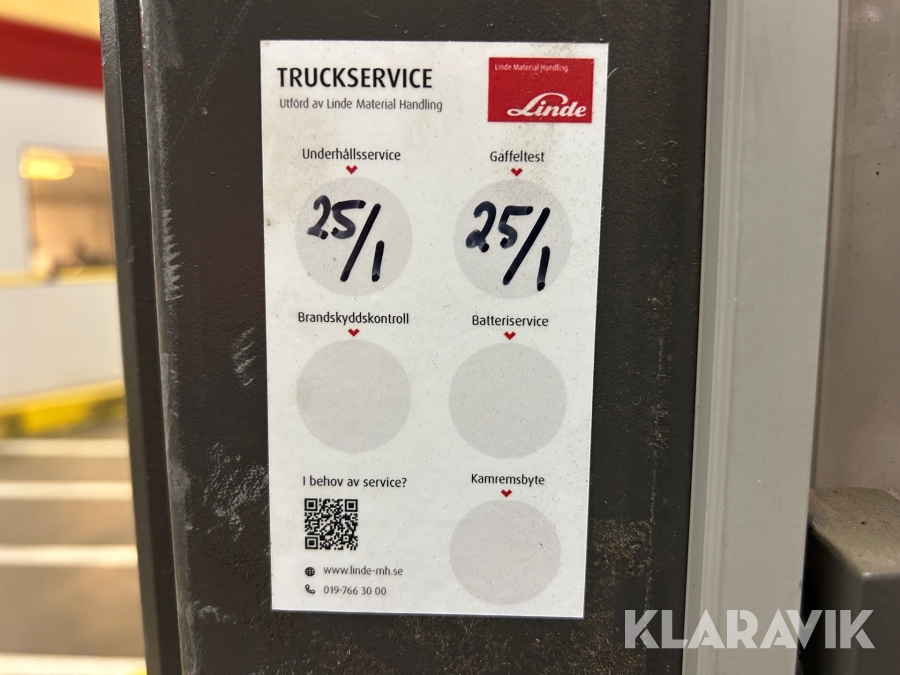 TRUCKSERVICE
Utförd av Linde Material Handling
Linde Material Handling
Linde
Underhållsservice
Gaffeltest
25/1
25/1
Brandskyddskontroll
Batteriservice
I behov av service?
Kamremsbyte
www.linde-mh.se
019-766 30 00
KLARAVIK